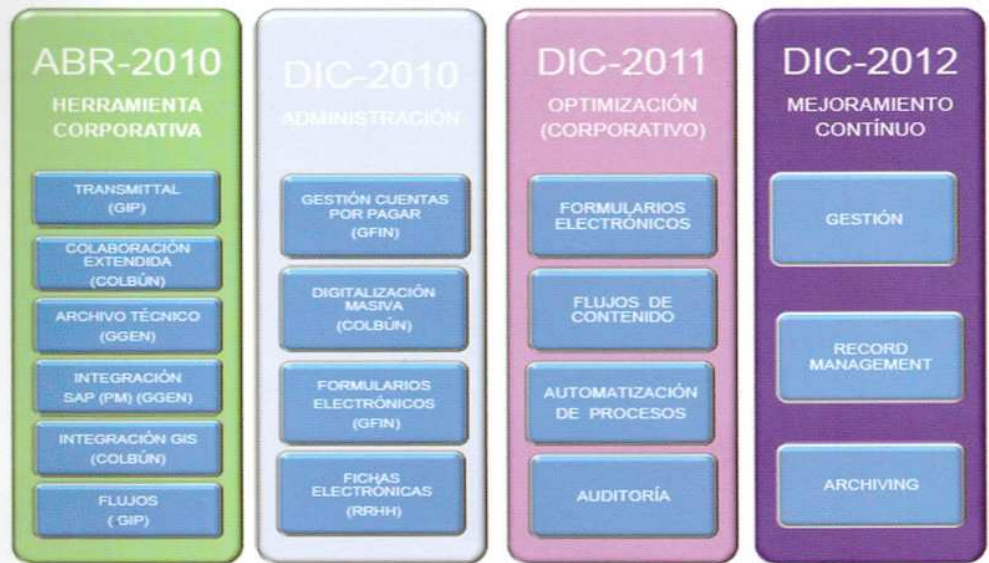 ABR-2010
HERRAMIENTA
CORPORATIVA
TRANSMITTAL
(GIP)
COLABORACIÓN
EXTENDIDA
(COLBÚN)
ARCHIVO TÉCNICO
(GGEN)
INTEGRACIÓN
SAP (PM) (GGEN)
INTEGRACIÓN GIS
(COLBÚN)
FLUJOS
( GIP)
DIC-2010
ADMINISTRACIÓN
GESTIÓN CUENTAS
POR PAGAR
(GFIN)
DIGITALIZACIÓN
MASIVA
(COLBÚN)
FORMULARIOS
ELECTRÓNICOS
(GFIN)
FICHAS
ELECTRÓNICAS
(RRHH)
DIC-2011
OPTIMIZACIÓN
(CORPORATIVO)
FORMULARIOS
ELECTRÓNICOS
FLUJOS DE
CONTENIDO
AUTOMATIZACIÓN
DE PROCESOS
AUDITORÍA
DIC-2012
MEJORAMIENTO
CONTÍNUO
GESTIÓN
RECORD
MANAGEMENT
ARCHIVING